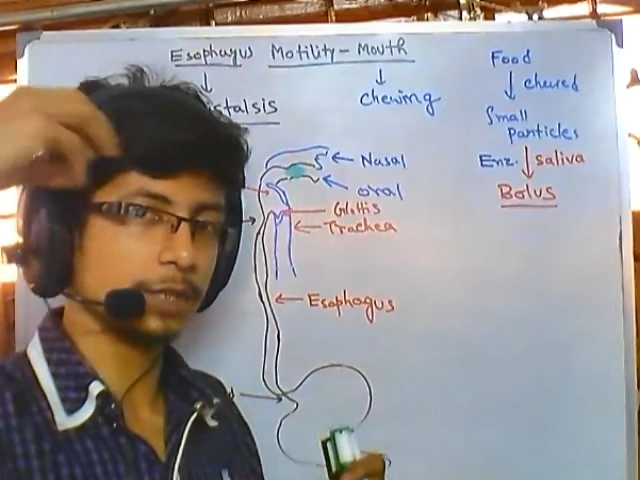 Esophagus Motility - Mouth
stalsis
chewing
Nasal
oral
Glottis
Trachea
Esophagus
Food
chewed
Small
Particles
Enz. saliva
Bolus